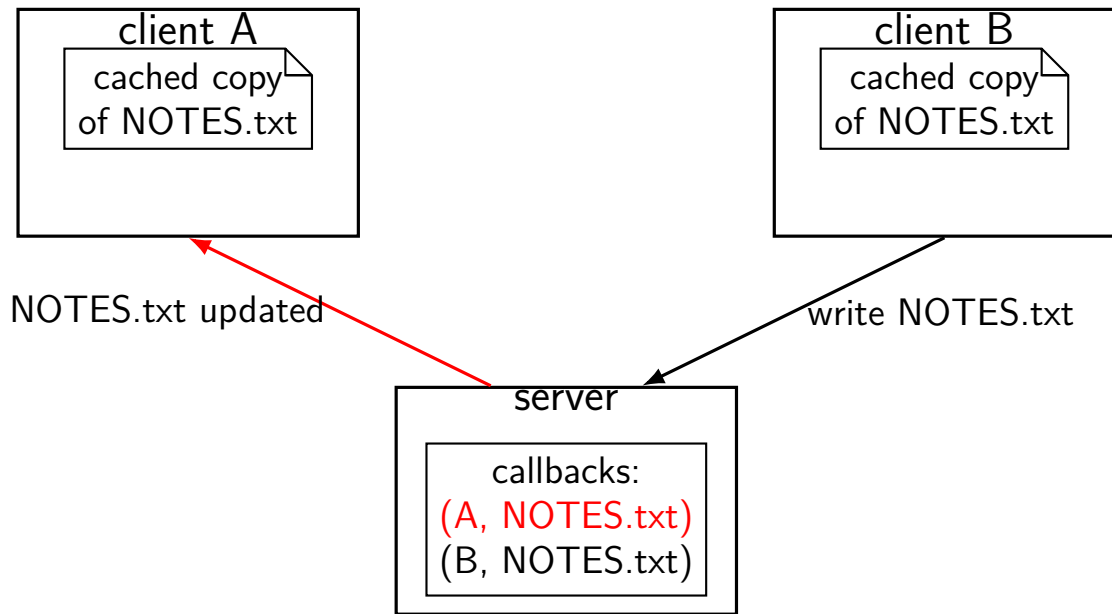 client A
cached copy
of NOTES.txt
client B
cached copy
of NOTES.txt
NOTES.txt updated
write NOTES.txt
server
callbacks:
(A, NOTES.txt)
(B, NOTES.txt)